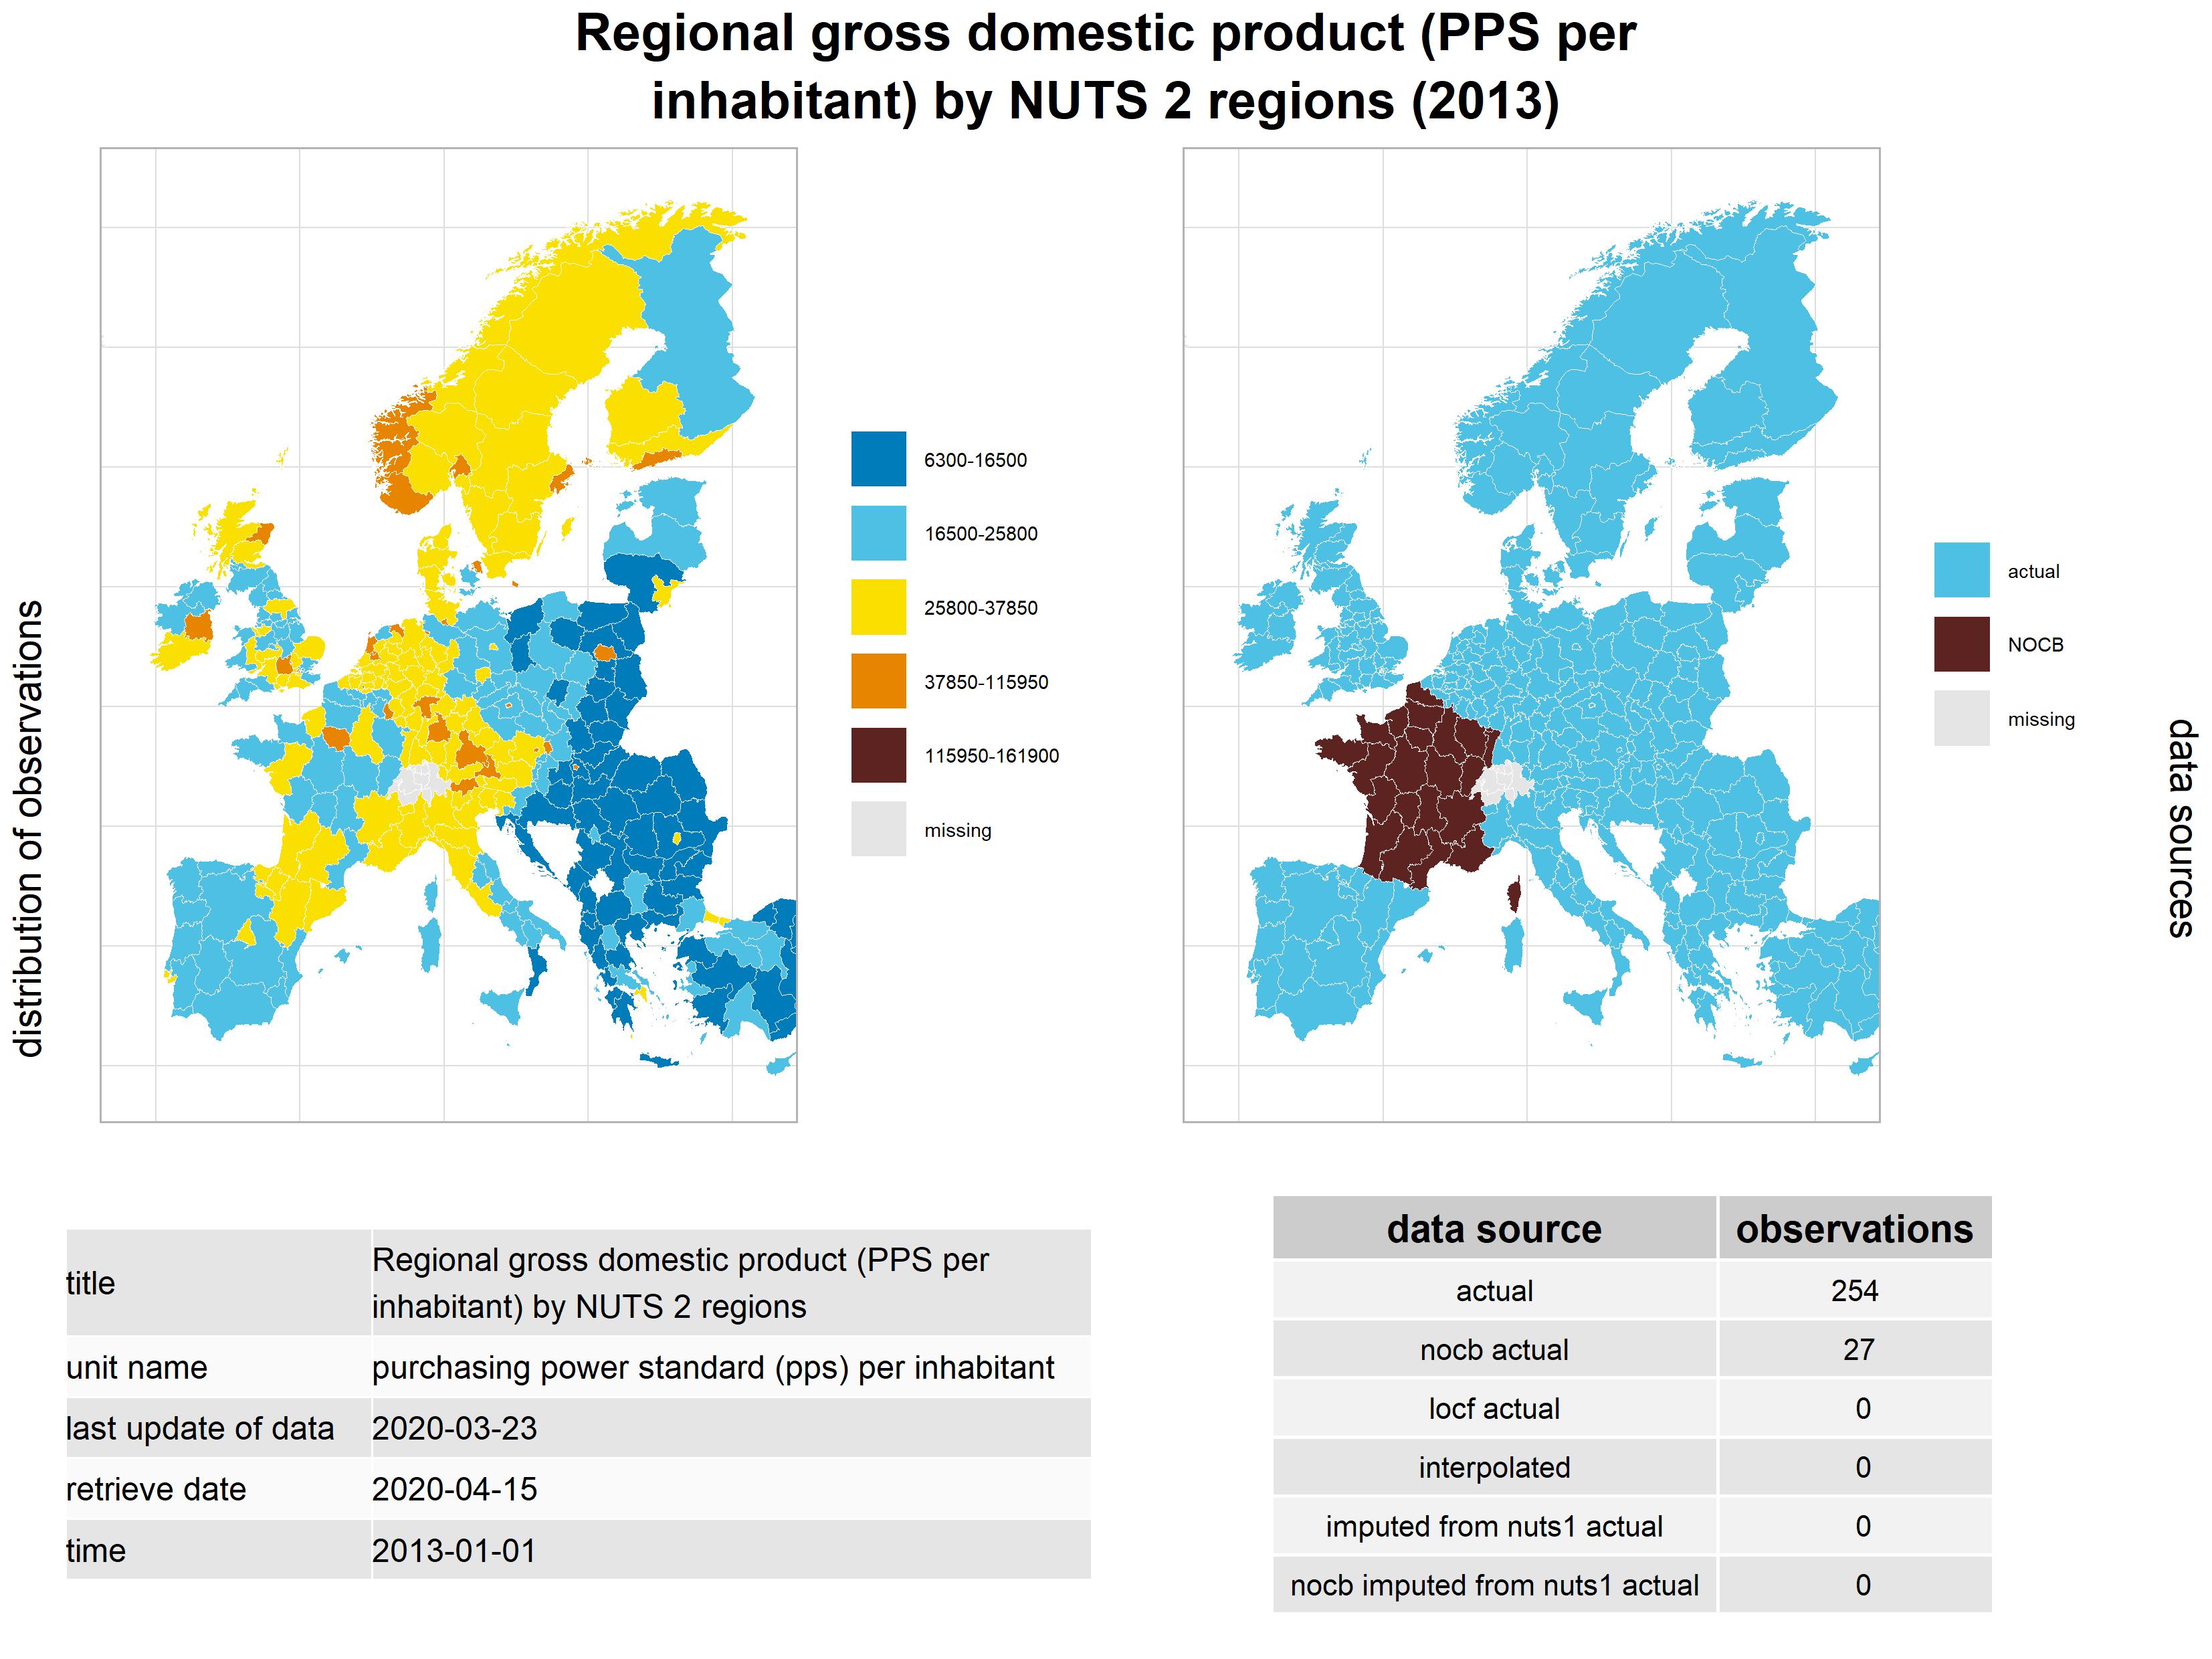 Regional gross domestic product (PPS per
inhabitant) by NUTS 2 regions (2013)
distribution of observations
6300-16500
16500-25800
25800-37850
37850-115950
115950-161900
missing
actual
NOCB
missing
data sources
title
Regional gross domestic product (PPS per
inhabitant) by NUTS 2 regions
unit name
purchasing power standard (pps) per inhabitant
last update of data
2020-03-23
retrieve date
2020-04-15
time
2013-01-01
data source observations
actual 254
nocb actual 27
locf actual 0
interpolated 0
imputed from nuts1 actual 0
nocb imputed from nuts1 actual 0